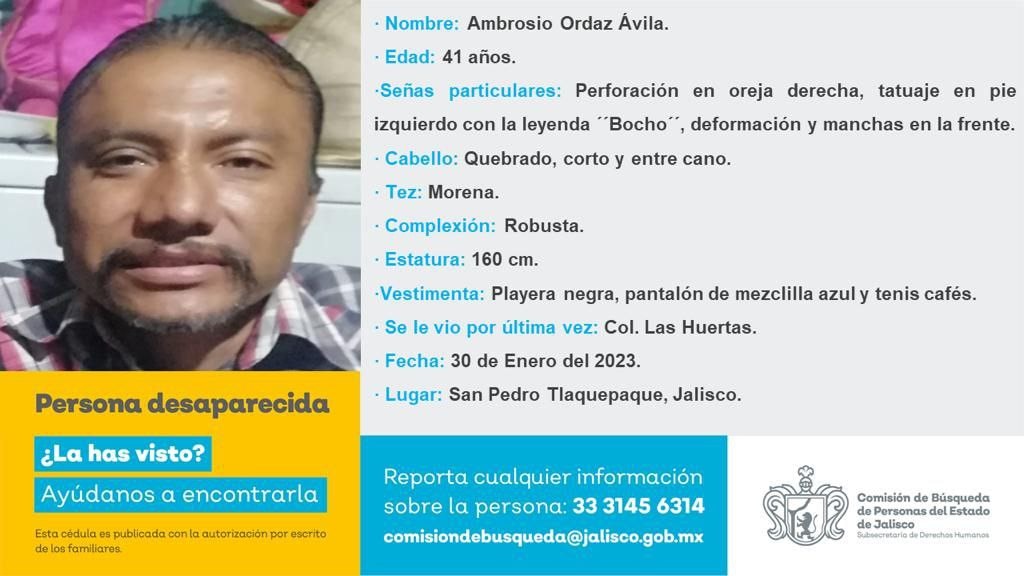 · Nombre: Ambrosio Ordaz Ávila.
· Edad: 41 años.
·Señas particulares: Perforación en oreja derecha, tatuaje en pie
izquierdo con la leyenda ´´Bocho´´, deformación y manchas en la frente.
· Cabello: Quebrado, corto y entre cano.
· Tez: Morena.
· Complexión: Robusta.
· Estatura: 160 cm.
·Vestimenta: Playera negra, pantalón de mezclilla azul y tenis cafés.
· Se le vio por última vez: Col. Las Huertas.
· Fecha: 30 de Enero del 2023.
· Lugar: San Pedro Tlaquepaque, Jalisco.
Persona desaparecida
¿La has visto?
Ayúdanos a encontrarla
Esta cédula es publicada con la autorización por escrito
de los familiares.
Reporta cualquier información
sobre la persona: 33 3145 6314
comisiondebusqueda@jalisco.gob.mx
Comisión de Búsqueda
de Personas del Estado
de Jalisco
Subsecretaría de Derechos Humanos